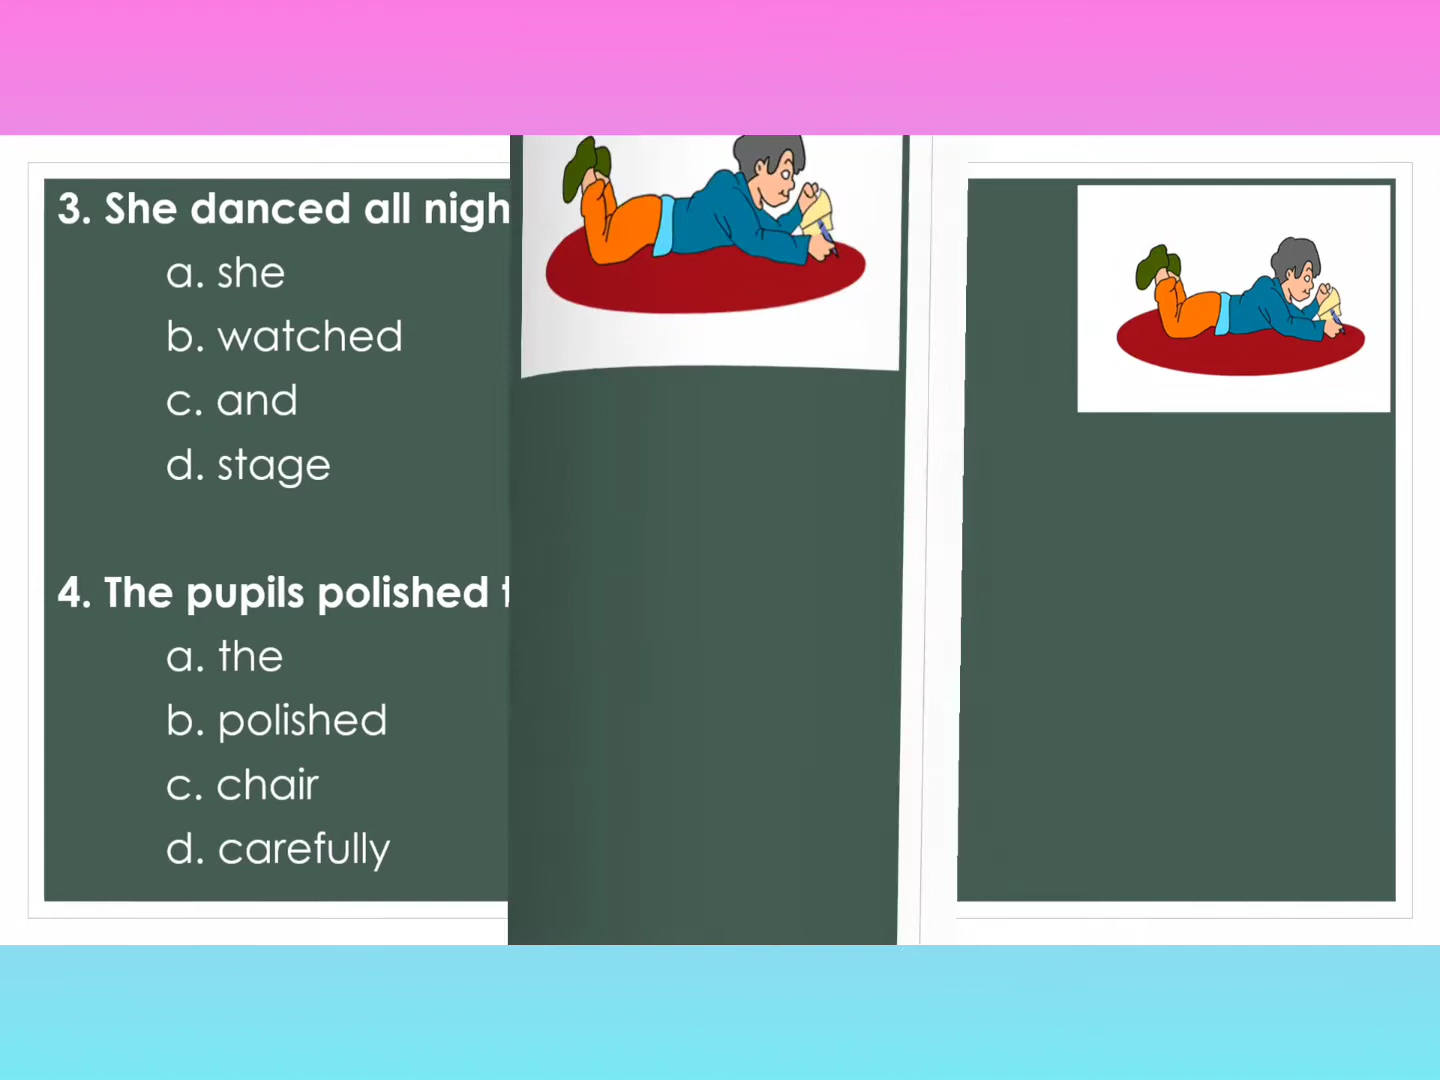 3. She danced all nigh
a. she
b. watched
c. and
d. stage
4. The pupils polished
a. the
b. polished
c. chair
d. carefully